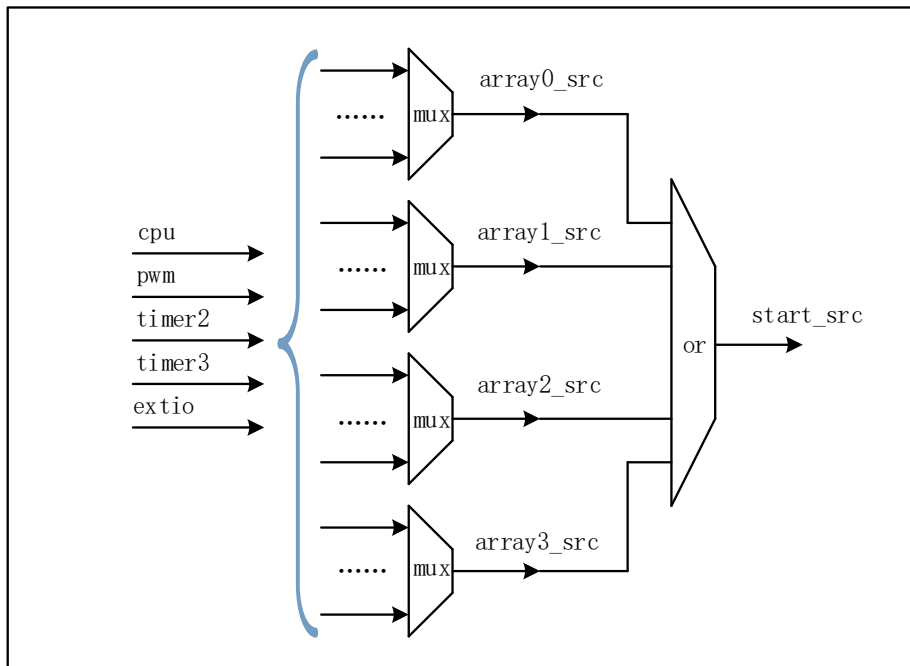 cpu
pwm
timer2
timer3
extio
......
mux
array0_src
......
mux
array1_src
......
mux
array2_src
......
mux
array3_src
or
start_src